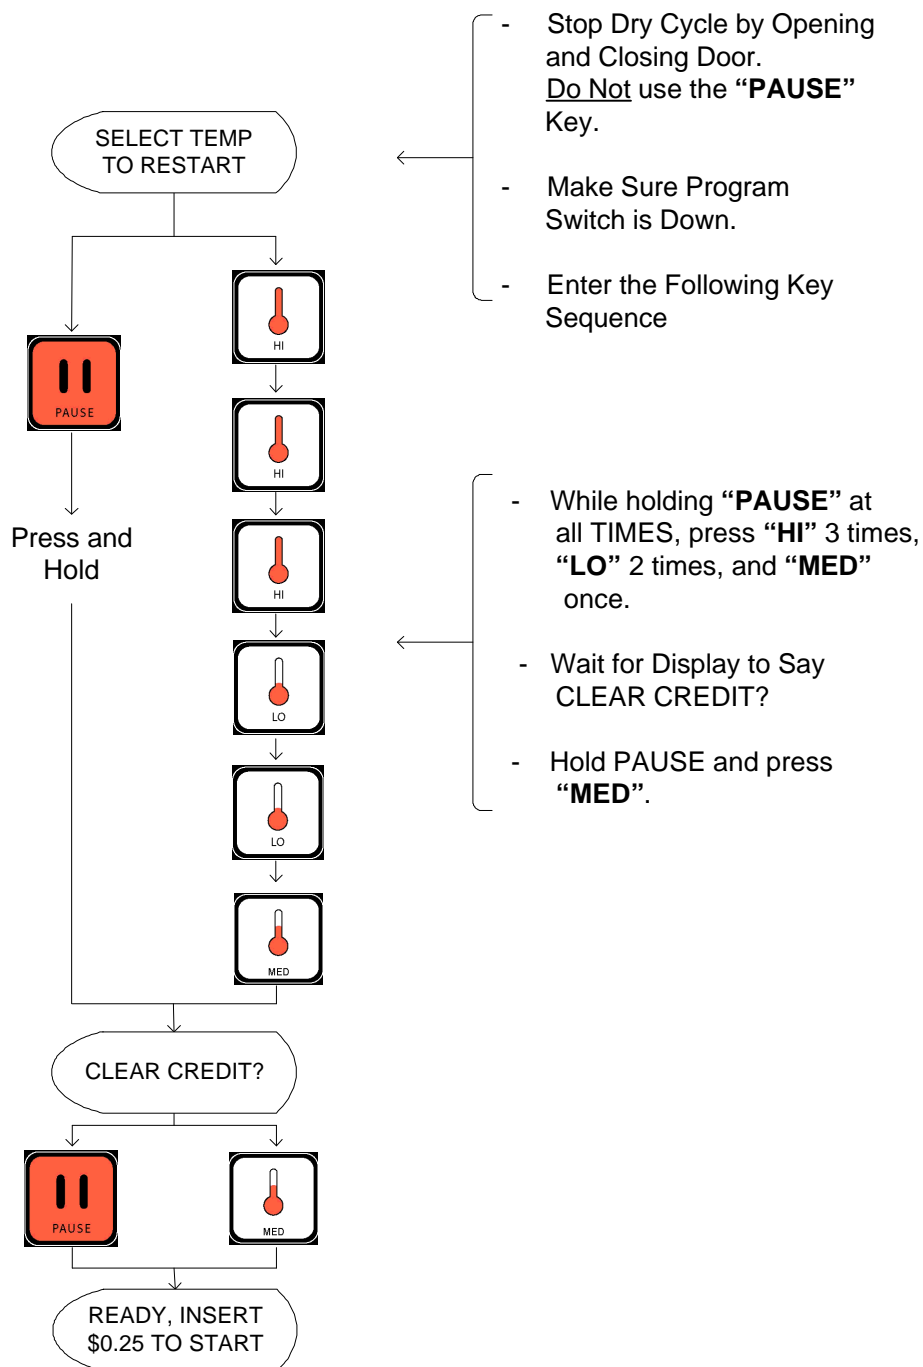 - Stop Dry Cycle by Opening
and Closing Door.
Do Not use the “PAUSE”
Key.
- Make Sure Program
Switch is Down.
- Enter the Following Key
Sequence
SELECT TEMP
TO RESTART
PAUSE
Press and
Hold
HI
HI
HI
LO
LO
MED
- While holding “PAUSE” at
all TIMES, press “HI” 3 times,
“LO” 2 times, and “MED”
once.
- Wait for Display to Say
CLEAR CREDIT?
- Hold PAUSE and press
“MED”.
CLEAR CREDIT?
PAUSE
MED
READY, INSERT
$0.25 TO START